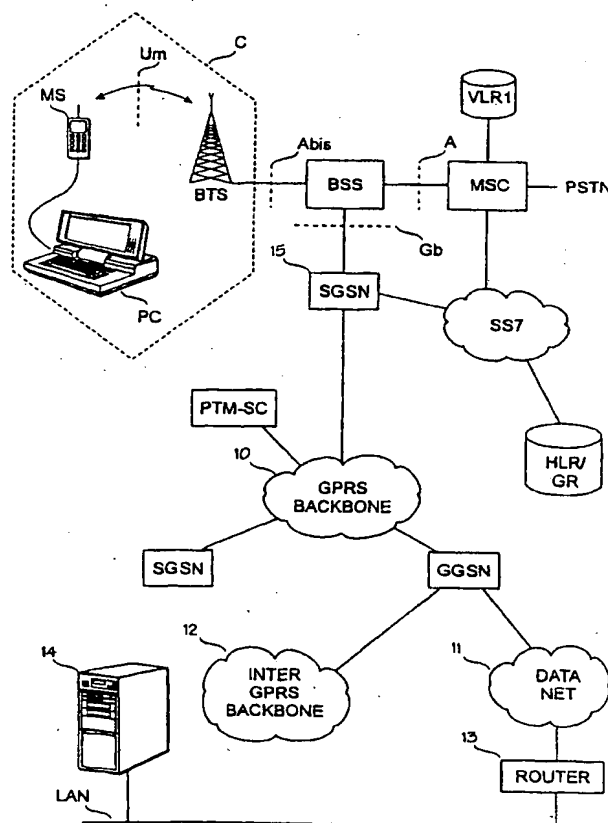 Um
C
MS
VLR1
Abis
A
BTS
BSS
MSC
PSTN
PC
Gb
15
SGSN
SS7
PTM-SC
10
GPRS
BACKBONE
HLR/
GR
SGSN
GGSN
14
12
INTER
GPRS
BACKBONE
11
DATA
NET
13
ROUTER
LAN